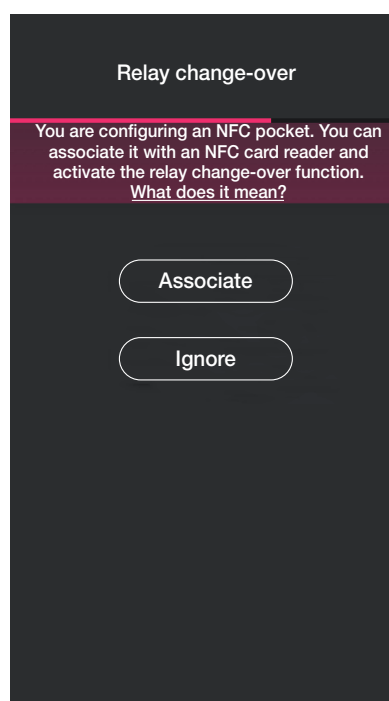 Relay change-over
You are configuring an NFC pocket. You can
associate it with an NFC card reader and
activate the relay change-over function.
What does it mean?
Associate
Ignore